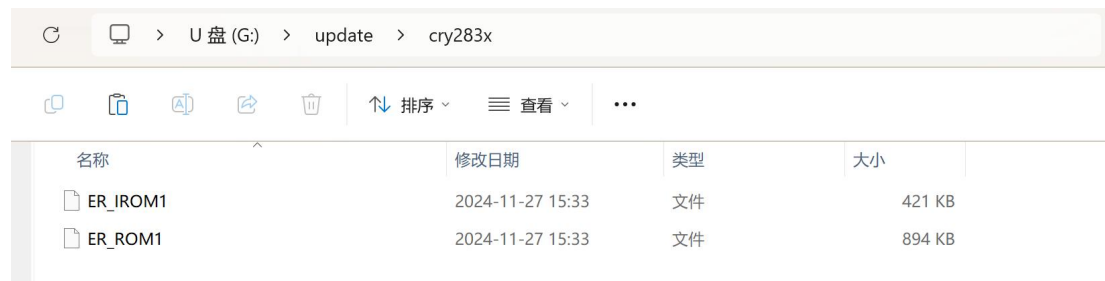 U 盘 (G:) > update > cry283x
排序 查看 •••
名称 修改日期 类型 大小
ER_IROM1 2024-11-27 15:33 文件 421 KB
ER_ROM1 2024-11-27 15:33 文件 894 KB